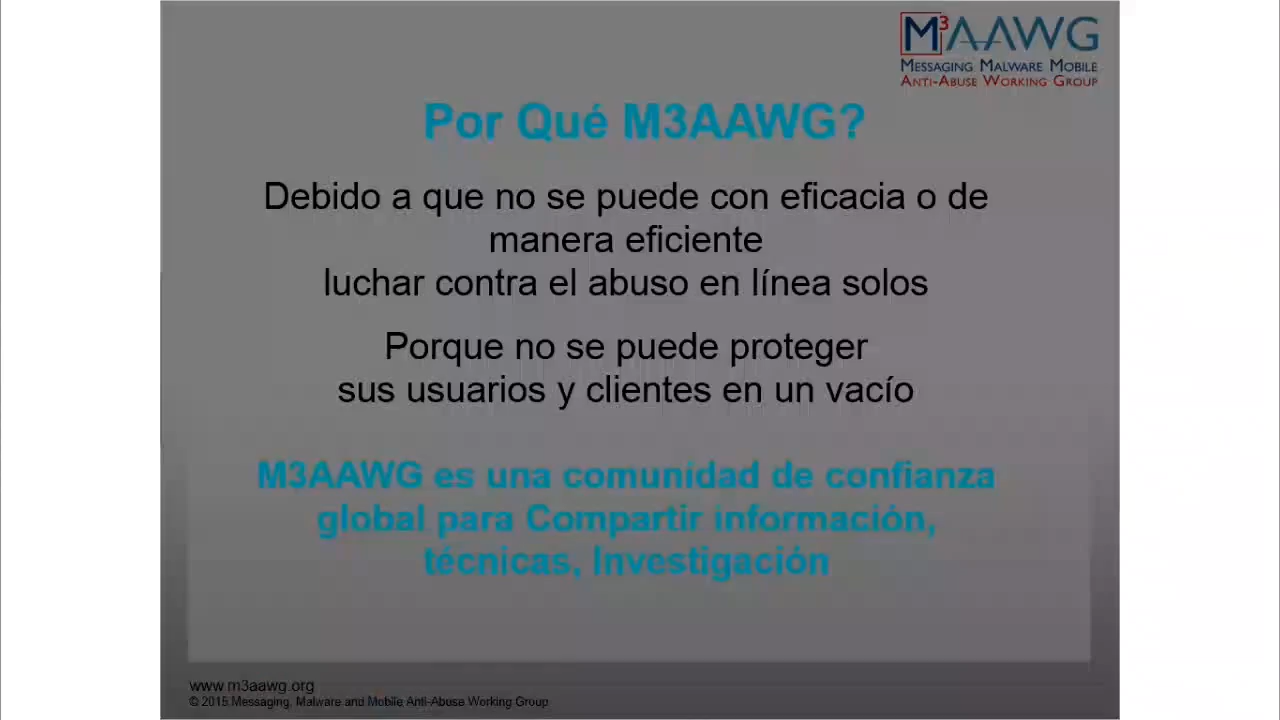 M3AAWG
MESSAGING MALWARE MOBILE
ANTI-ABUSE WORKING GROUP
Por Qué M3AAWG?
Debido a que no se puede con eficacia o de
manera eficiente
luchar contra el abuso en línea solos
Porque no se puede proteger
sus usuarios y clientes en un vacío
M3AAWG es una comunidad de confianza
global para Compartir información,
técnicas, Investigación
www.m3aawg.org
© 2015 Messaging, Malware and Mobile Anti-Abuse Working Group